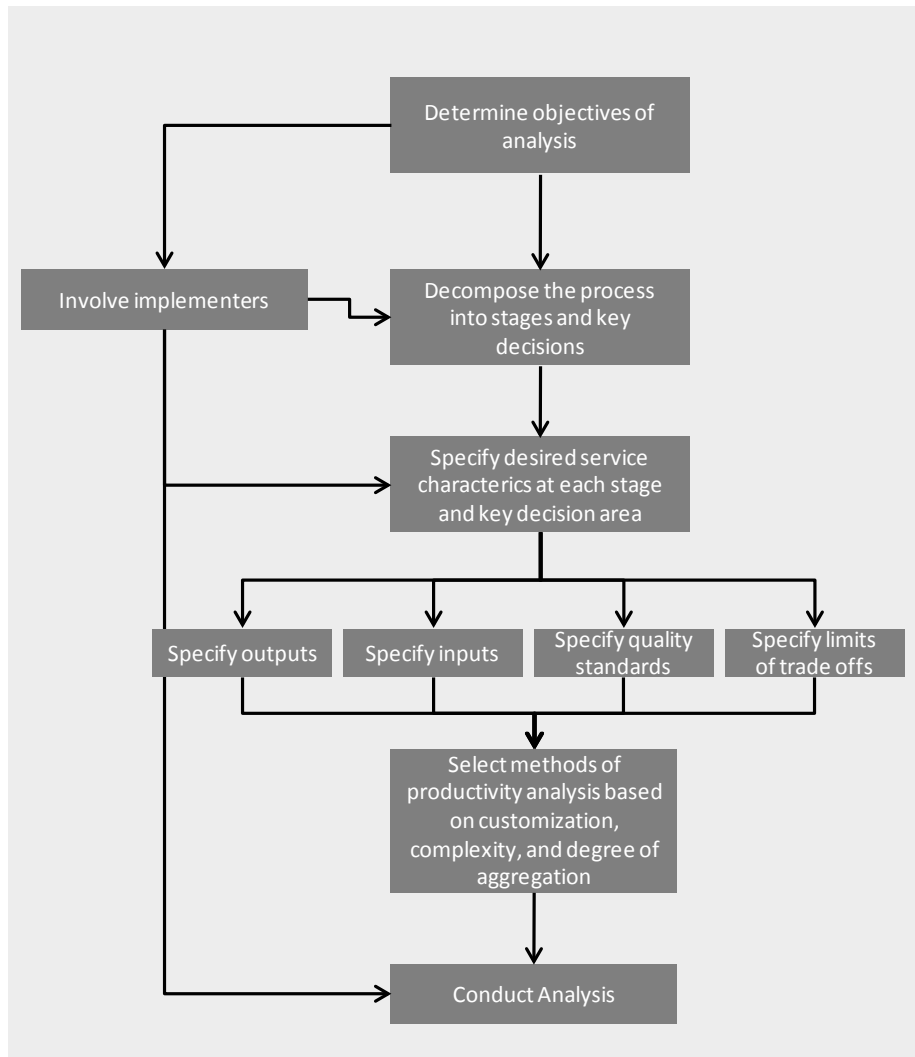 Determine objectives of
analysis
Involve implementers
Decompose the process
into stages and key
decisions
Specify desired service
characterics at each stage
and key decision area
Specify outputs
Specify inputs
Specify quality
standards
Specify limits
of trade offs
Select methods of
productivity analysis based
on customization,
complexity, and degree of
aggregation
Conduct Analysis